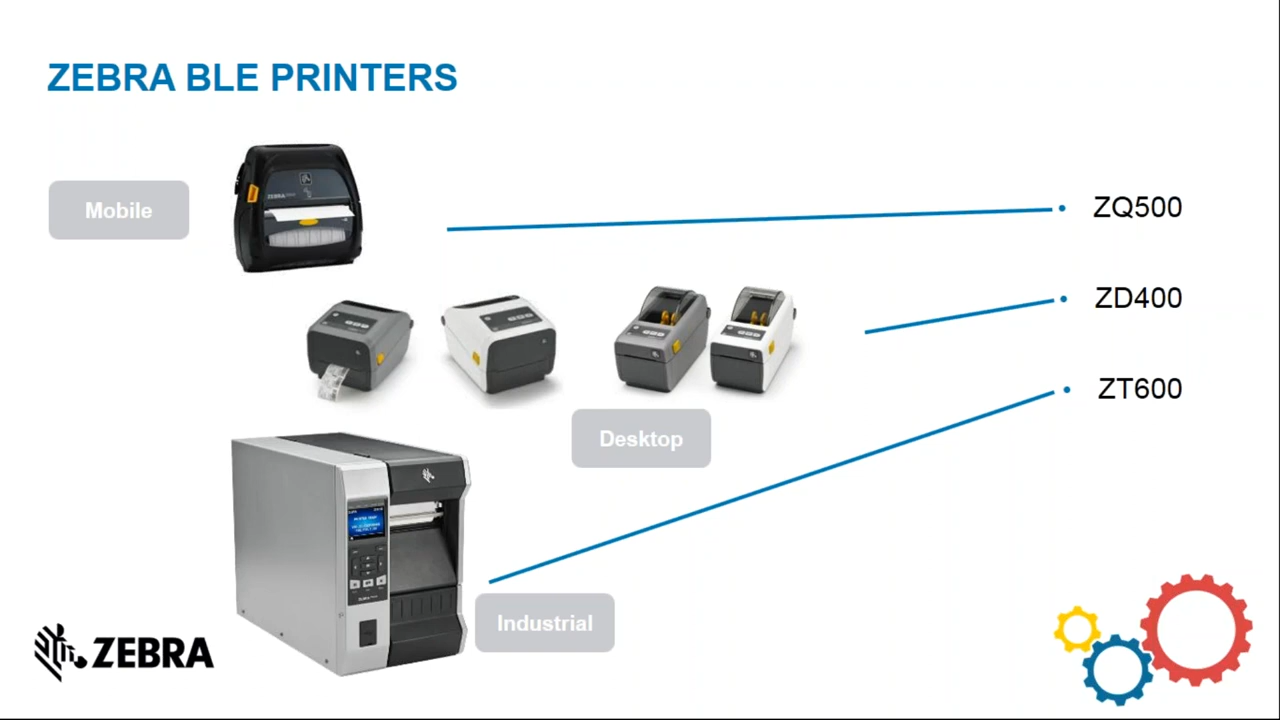 ZEBRA BLE PRINTERS
Mobile
ZQ500
ZD400
ZT600
Desktop
Industrial
ZEBRA